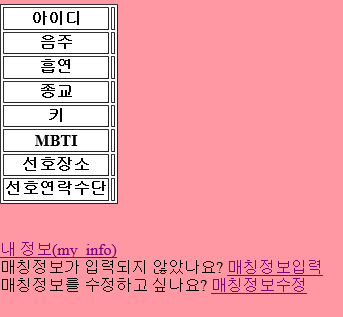 아이디
음주
흡연
종교
키
MBTI
선호장소
선호연락수단
내 정보(my_info)
매칭정보가 입력되지 않았나요? 매칭정보입력
매칭정보를 수정하고 싶나요? 매칭정보수정